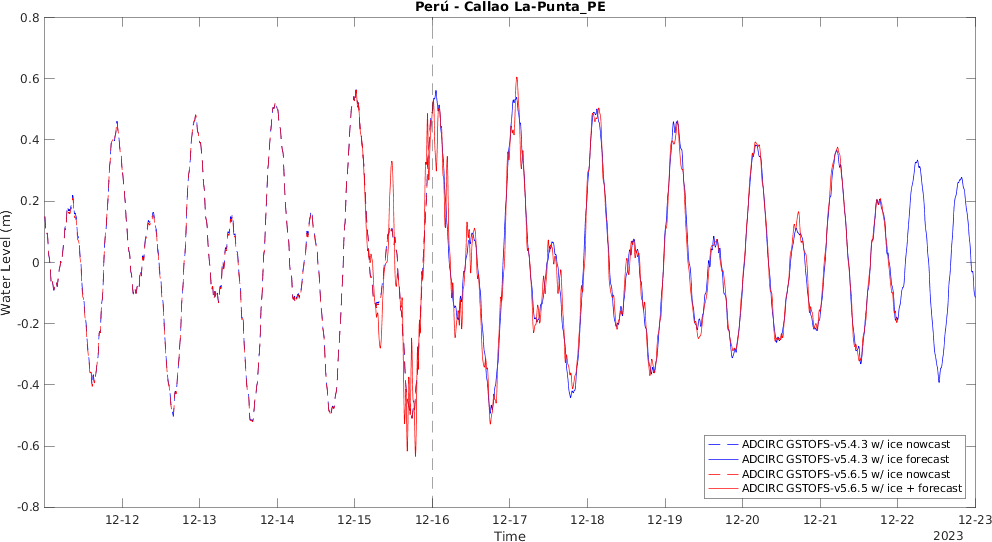 Perú - Callao La-Punta_PE
Water Level (m)
0.8
0.6
0.4
0.2
0
-0.2
-0.4
-0.6
-0.8
ADCIRC GSTOFS-v5.4.3 w/ ice nowcast
ADCIRC GSTOFS-v5.4.3 w/ ice forecast
ADCIRC GSTOFS-v5.6.5 w/ ice nowcast
ADCIRC GSTOFS-v5.6.5 w/ ice + forecast
12-12 12-13 12-14 12-15 12-16 12-17 12-18 12-19 12-20 12-21 12-22 12-23
Time
2023